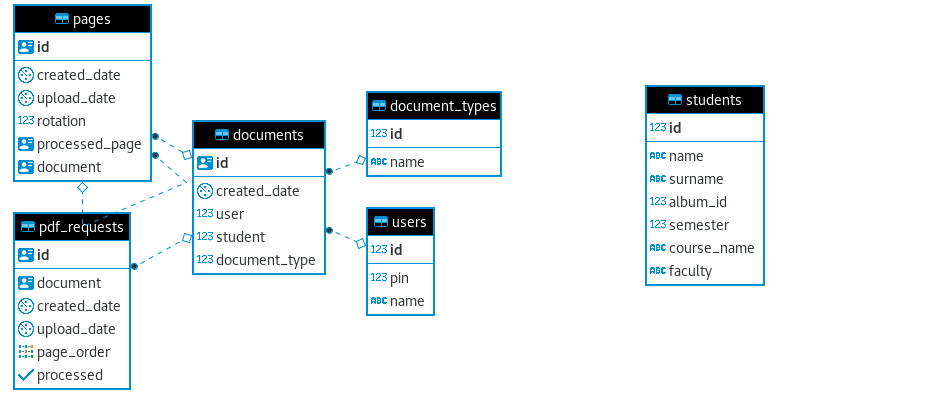 pages
id
created_date
upload_date
123 rotation
processed_page
document
pdf_requests
id
document
created_date
upload_date
page_order
processed
documents
id
created_date
123 user
123 student
123 document_type
document_types
123 id
ABC name
users
123 id
123 pin
ABC name
students
123 id
ABC name
ABC surname
123 album_id
123 semester
ABC course_name
ABC faculty